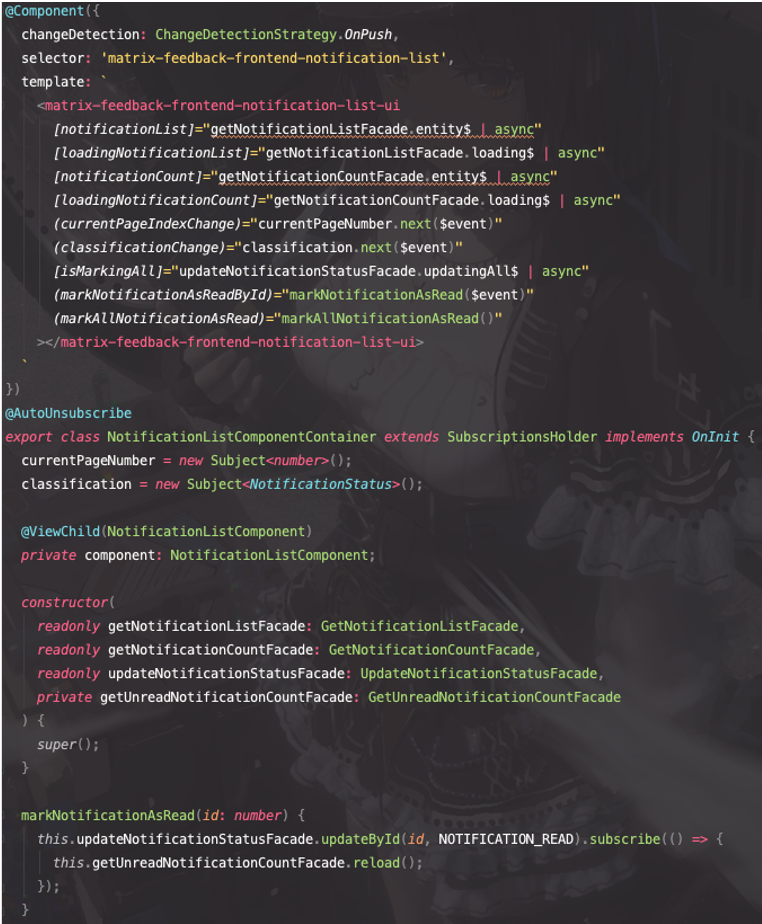 @Component({
  changeDetection: ChangeDetectionStrategy.OnPush,
  selector: 'matrix-feedback-frontend-notification-list',
  template: `
    <matrix-feedback-frontend-notification-list-ui
      [notificationList]="getNotificationListFacade.entity$ | async"
      [loadingNotificationList]="getNotificationListFacade.loading$ | async"
      [notificationCount]="getNotificationCountFacade.entity$ | async"
      [loadingNotificationCount]="getNotificationCountFacade.loading$ | async"
      (currentPageIndexChange)="currentPageNumber.next($event)"
      (classificationChange)="classification.next($event)"
      [isMarkingAll]="updateNotificationStatusFacade.updatingAll$ | async"
      (markNotificationAsReadById)="markNotificationAsRead($event)"
      (markAllNotificationAsRead)="markAllNotificationAsRead()"
    ></matrix-feedback-frontend-notification-list-ui>
  `
})
@AutoUnsubscribe
export class NotificationListComponentContainer extends SubscriptionsHolder implements OnInit {
  currentPageNumber = new Subject<number>();
  classification = new Subject<NotificationStatus>();

  @ViewChild(NotificationListComponent)
  private component: NotificationListComponent;

  constructor(
    readonly getNotificationListFacade: GetNotificationListFacade,
    readonly getNotificationCountFacade: GetNotificationCountFacade,
    readonly updateNotificationStatusFacade: UpdateNotificationStatusFacade,
    private getUnreadNotificationCountFacade: GetUnreadNotificationCountFacade
  ) {
    super();
  }

  markNotificationAsRead(id: number) {
    this.updateNotificationStatusFacade.updateById(id, NOTIFICATION_READ).subscribe(() => {
      this.getUnreadNotificationCountFacade.reload();
    });
  }